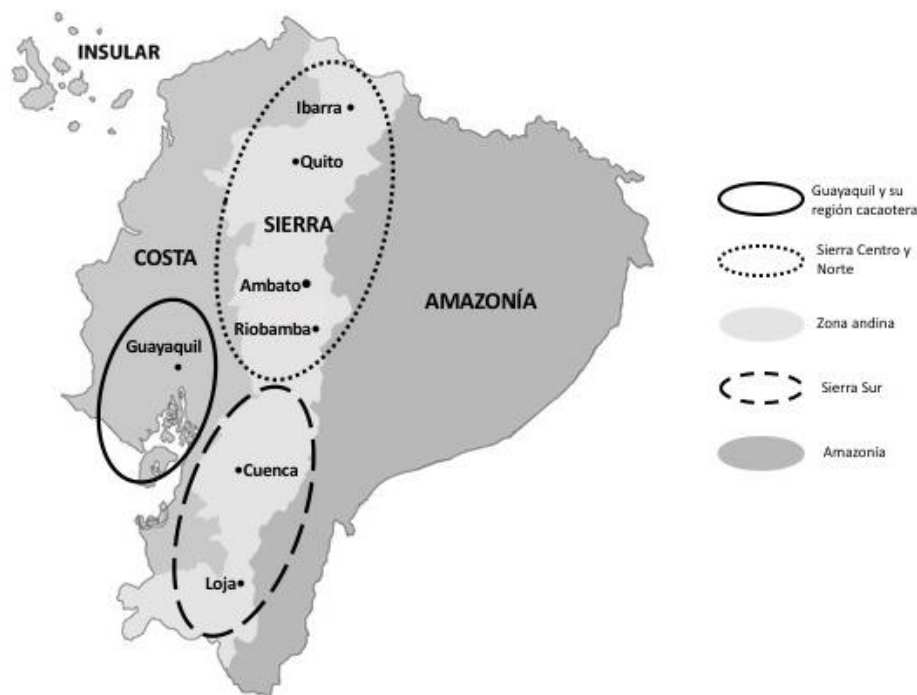 INSULAR
Ibarra
Quito
SIERRA
COSTA
Ambato
AMAZONÍA
Riobamba
Guayaquil
Cuenca
Loja
Guayaquil y su
región cacaotera
Sierra Centro y
Norte
Zona andina
Sierra Sur
Amazonia